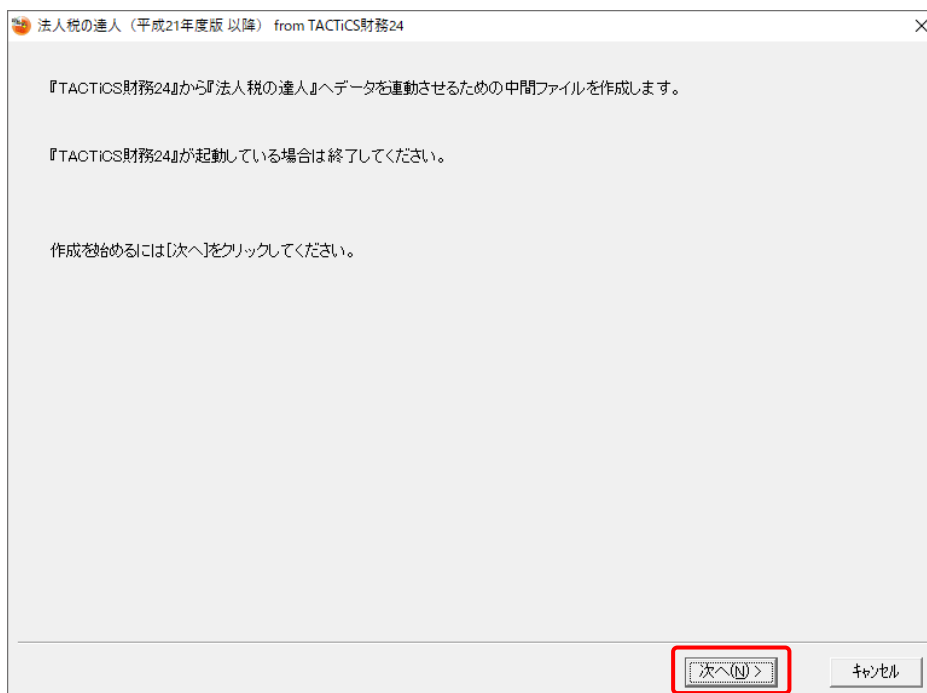 法人税の達人（平成21年度版 以降） from TACTiCS財務24
『TACTiCS財務24』から『法人税の達人』へデータを連動させるための中間ファイルを作成します。
『TACTiCS財務24』が起動している場合は終了してください。
作成を始めるには[次へ]をクリックしてください。
次へ(N) >
キャンセル